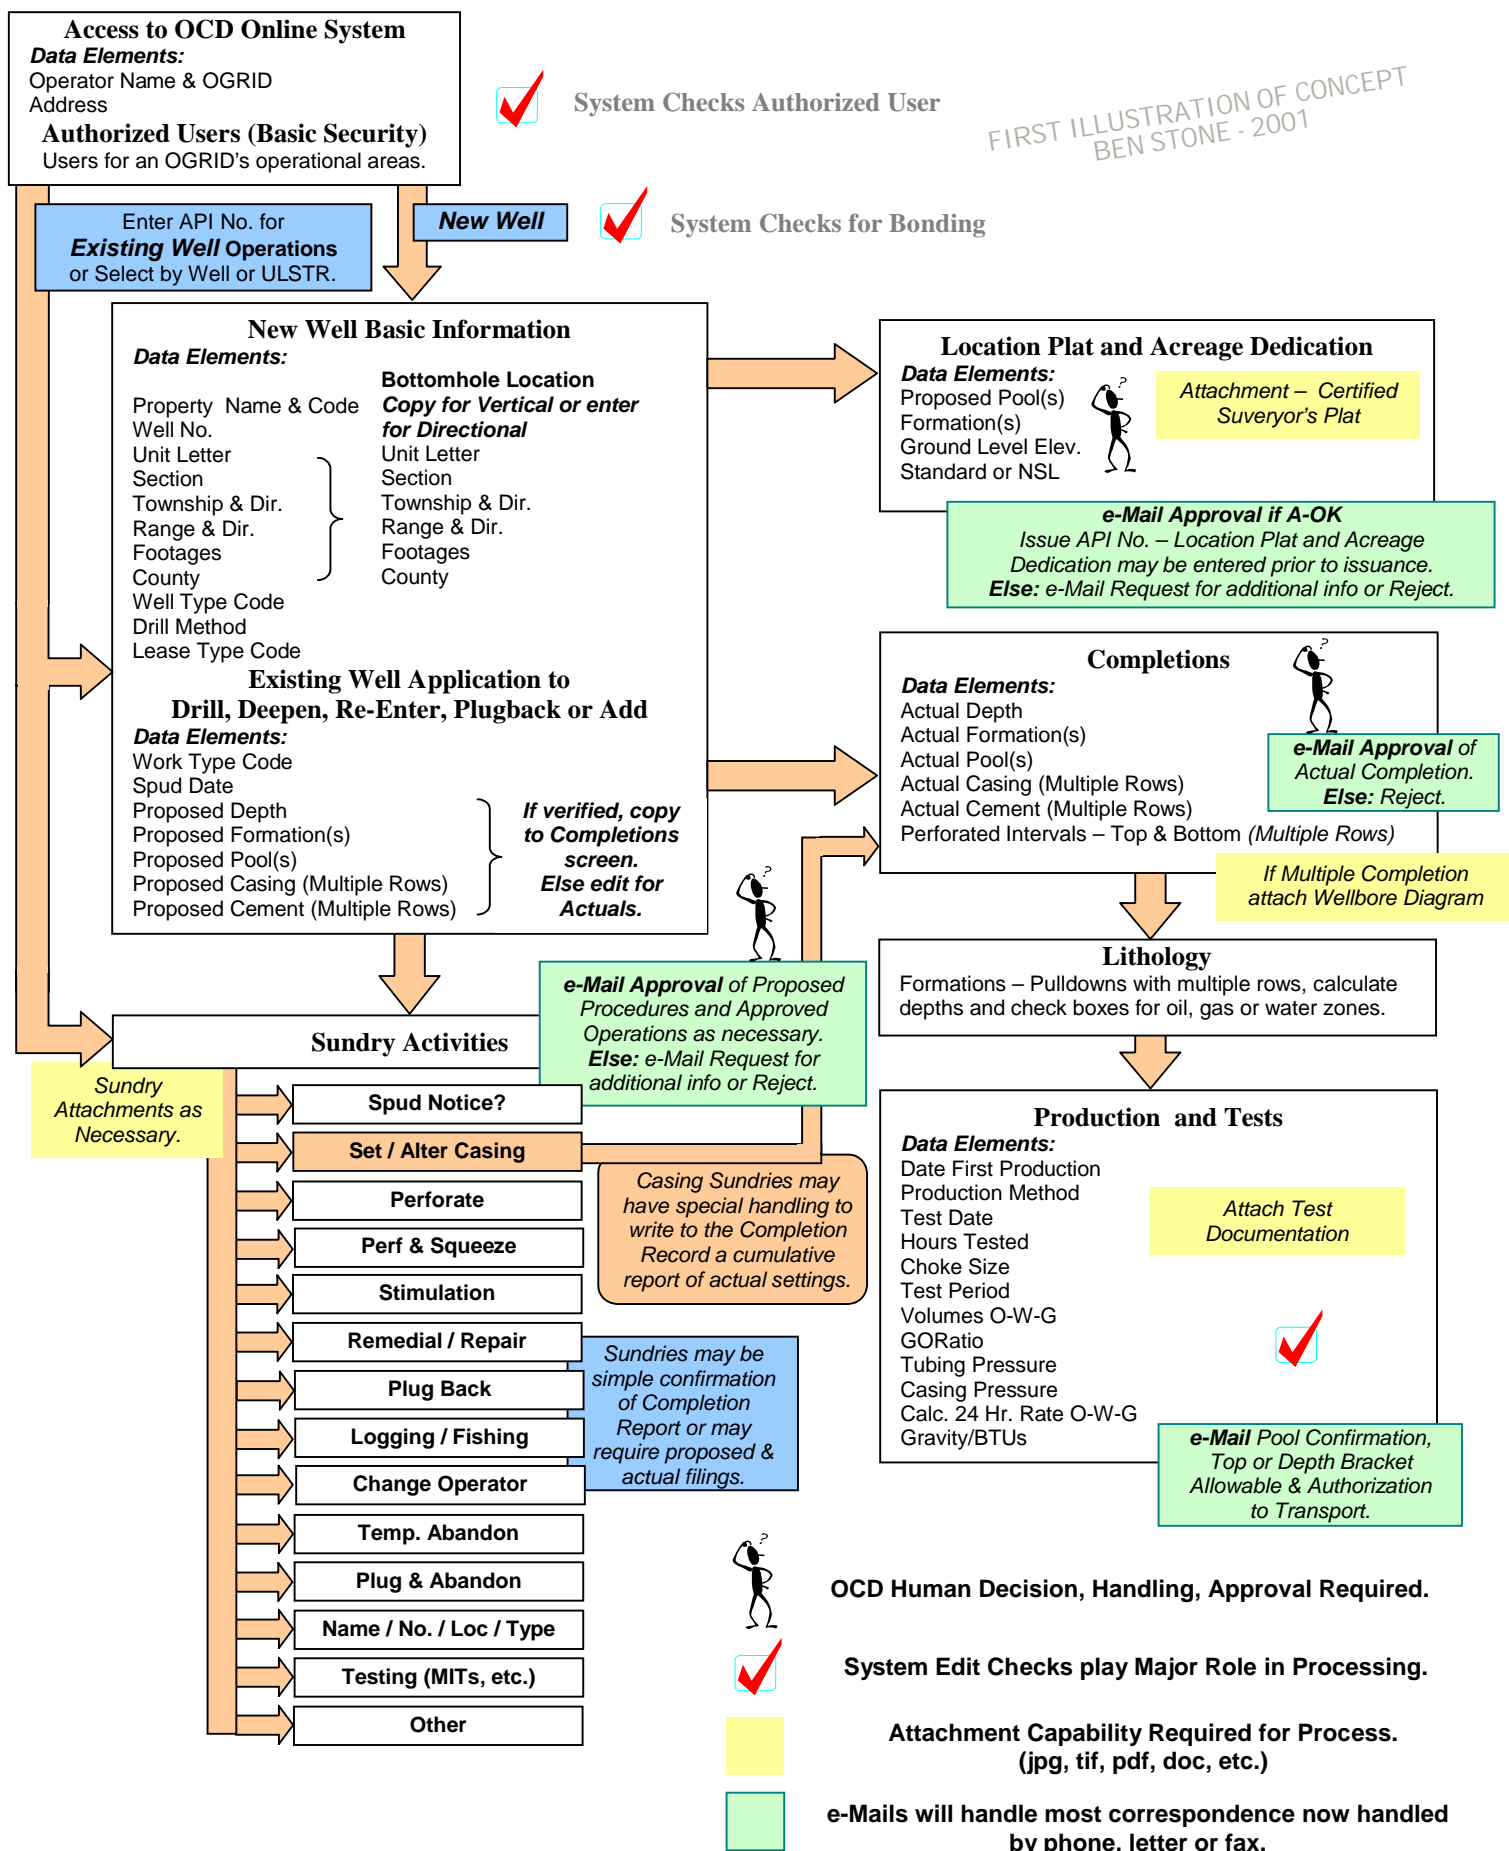 Access to OCD Online System
Data Elements:
Operator Name & OGRID
Address
Authorized Users (Basic Security)
Users for an OGRID's operational areas.
System Checks Authorized User
FIRST ILLUSTRATION OF CONCEPT
BEN STONE - 2001
Enter API No. for
Existing Well Operations
or Select by Well or ULSTR.
New Well
System Checks for Bonding
New Well Basic Information
Data Elements:
Property Name & Code
Well No.
Unit Letter
Section
Township & Dir.
Range & Dir.
Footages
County
Well Type Code
Drill Method
Lease Type Code
Bottomhole Location
Copy for Vertical or enter
for Directional
Unit Letter
Section
Township & Dir.
Range & Dir.
Footages
County
Existing Well Application to
Drill, Deepen, Re-Enter, Plugback or Add
Data Elements:
Work Type Code
Spud Date
Proposed Depth
Proposed Formation(s)
Proposed Pool(s)
Proposed Casing (Multiple Rows)
Proposed Cement (Multiple Rows)
If verified, copy
to Completions
screen.
Else edit for
Actuals.
Location Plat and Acreage Dedication
Data Elements:
Proposed Pool(s)
Formation(s)
Ground Level Elev.
Standard or NSL
?
Attachment – Certified
Suveryor's Plat
e-Mail Approval if A-OK
Issue API No. – Location Plat and Acreage
Dedication may be entered prior to issuance.
Else: e-Mail Request for additional info or Reject.
Completions
Data Elements:
Actual Depth
Actual Formation(s)
Actual Pool(s)
Actual Casing (Multiple Rows)
Actual Cement (Multiple Rows)
Perforated Intervals – Top & Bottom (Multiple Rows)
?
e-Mail Approval of
Actual Completion.
Else: Reject.
If Multiple Completion
attach Wellbore Diagram
Lithology
Formations – Pulldowns with multiple rows, calculate
depths and check boxes for oil, gas or water zones.
?
e-Mail Approval of Proposed
Procedures and Approved
Operations as necessary.
Else: e-Mail Request for
additional info or Reject.
Sundry Activities
Sundry
Attachments as
Necessary.
Spud Notice?
Set / Alter Casing
Perforate
Perf & Squeeze
Stimulation
Remedial / Repair
Plug Back
Logging / Fishing
Change Operator
Temp. Abandon
Plug & Abandon
Name / No. / Loc / Type
Testing (MITs, etc.)
Other
Casing Sundries may
have special handling to
write to the Completion
Record a cumulative
report of actual settings.
Sundries may be
simple confirmation
of Completion
Report or may
require proposed &
actual filings.
Production and Tests
Data Elements:
Date First Production
Production Method
Test Date
Hours Tested
Choke Size
Test Period
Volumes O-W-G
GORatio
Tubing Pressure
Casing Pressure
Calc. 24 Hr. Rate O-W-G
Gravity/BTUs
Attach Test
Documentation
e-Mail Pool Confirmation,
Top or Depth Bracket
Allowable & Authorization
to Transport.
?
OCD Human Decision, Handling, Approval Required.
System Edit Checks play Major Role in Processing.
Attachment Capability Required for Process.
(jpg, tif, pdf, doc, etc.)
e-Mails will handle most correspondence now handled
by phone, letter or fax.